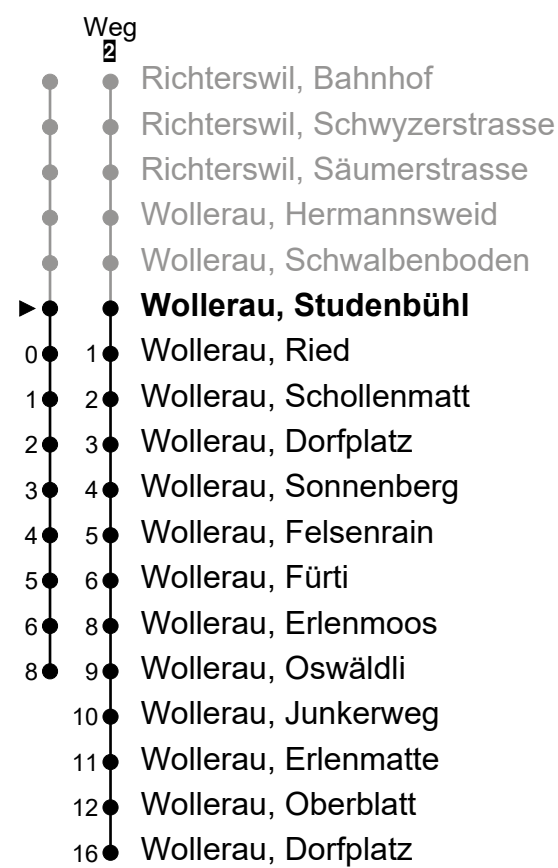 Weg
2
Richterswil, Bahnhof
Richterswil, Schwyzerstrasse
Richterswil, Säumerstrasse
Wollerau, Hermannsweid
Wollerau, Schwalbenboden
Wollerau, Studenbühl
0 1 Wollerau, Ried
1 2 Wollerau, Schollenmatt
2 3 Wollerau, Dorfplatz
3 4 Wollerau, Sonnenberg
4 5 Wollerau, Felsenrain
5 6 Wollerau, Fürti
6 8 Wollerau, Erlenmoos
8 9 Wollerau, Oswäldli
10 Wollerau, Junkerweg
11 Wollerau, Erlenmatte
12 Wollerau, Oberblatt
16 Wollerau, Dorfplatz